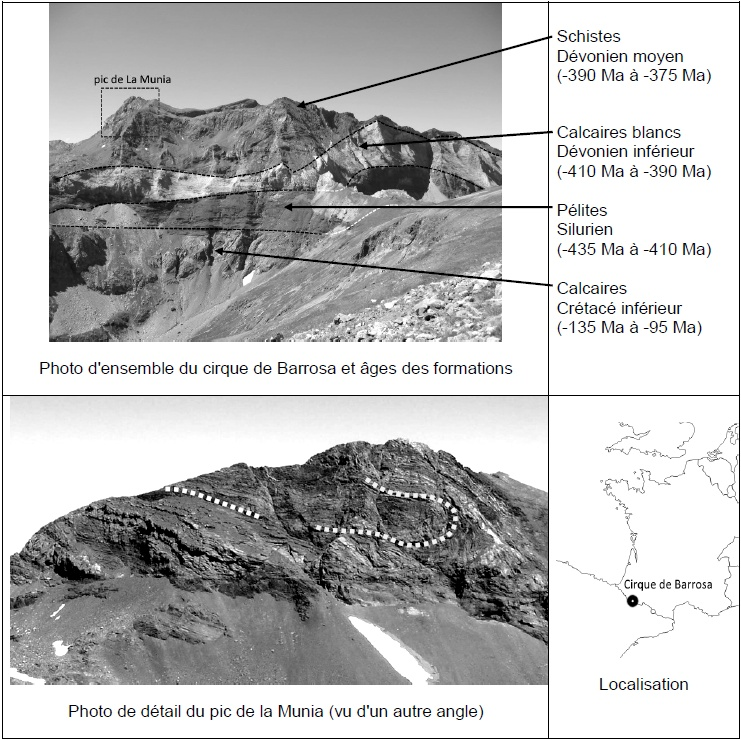 pic de La Munia
Schistes
Dévonien moyen
(-390 Ma à -375 Ma)
Calcaires blancs
Dévonien inférieur
(-410 Ma à -390 Ma)
Pélites
Silurien
(-435 Ma à -410 Ma)
Calcaires
Crétacé inférieur
(-135 Ma à -95 Ma)
Photo d'ensemble du cirque de Barrosa et âges des formations
Cirque de Barrosa
Localisation
Photo de détail du pic de la Munia (vu d'un autre angle)